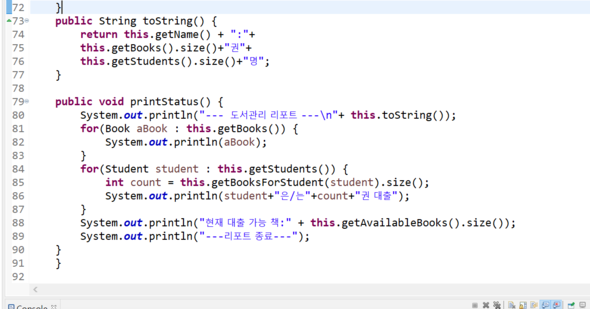 72 }
73 public String toString() {
74 return this.getName() + ":"+
75 this.getBooks().size()+"권"+
76 this.getStudents().size()+"명";
77 }
78
79 public void printStatus() {
80 System.out.println("--- 도서관리 리포트 ---\n"+ this.toString());
81 for(Book aBook : this.getBooks()) {
82 System.out.println(aBook);
83 }
84 for(Student student : this.getStudents()) {
85 int count = this.getBooksForStudent(student).size();
86 System.out.println(student+"은/는"+count+"권 대출");
87 }
88 System.out.println("현재 대출 가능 책:" + this.getAvailableBooks().size());
89 System.out.println("---리포트 종료---");
90 }
91 }
92
Console